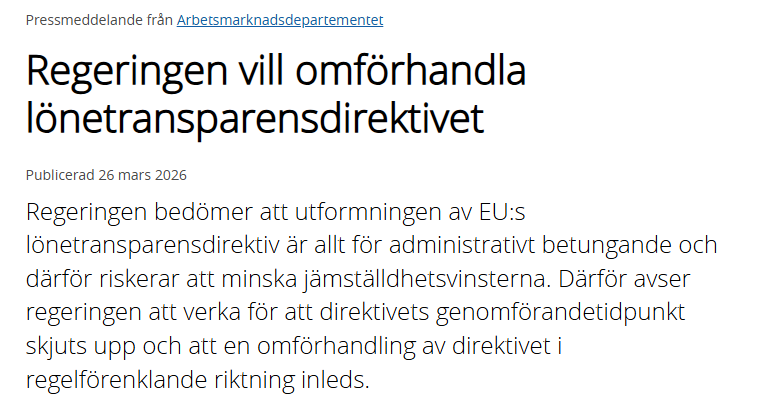 Pressmeddelande från Arbetsmarknadsdepartementet
Regeringen vill omförhandla
lönetransparensdirektivet
Publicerad 26 mars 2026
Regeringen bedömer att utformningen av EU:s
lönetransparensdirektiv är allt för administrativt betungande och
därför riskerar att minska jämställdhetsvinsterna. Därför avser
regeringen att verka för att direktivets genomförandetidpunkt
skjuts upp och att en omförhandling av direktivet i
regelförenklande riktning inleds.